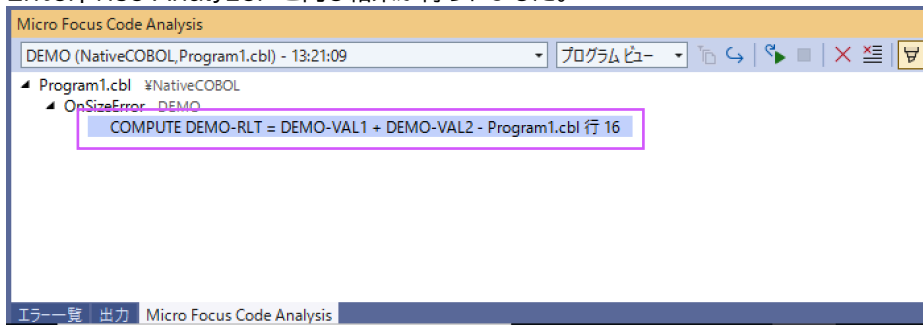 Micro Focus Code Analysis
DEMO (NativeCOBOL,Program1.cbl) - 13:21:09 プログラム ビュー
Program1.cbl ¥NativeCOBOL
OnSizeError DEMO
COMPUTE DEMO-RLT = DEMO-VAL1 + DEMO-VAL2 - Program1.cbl 行 16
エラー一覧 出力 Micro Focus Code Analysis